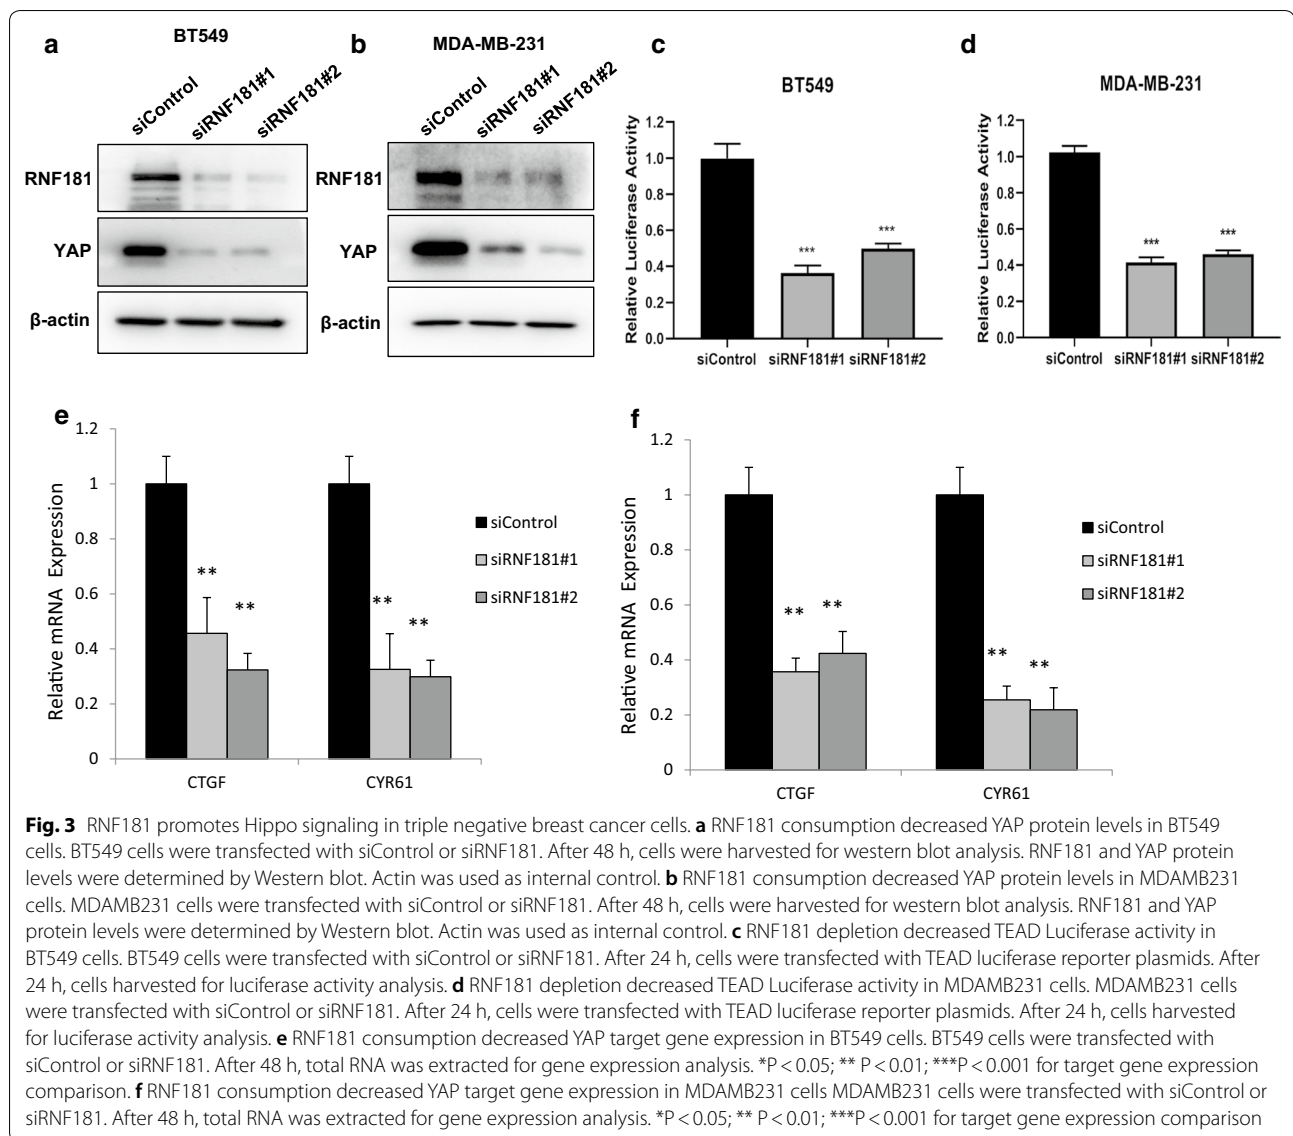 a
BT549
siControl
siRNF181#1
siRNF181#2
RNF181
YAP
β-actin
b
MDA-MB-231
siControl
siRNF181#1
siRNF181#2
RNF181
YAP
β-actin
c
BT549
Relative Luciferase Activity
1.2
1.0
0.8
0.6
0.4
0.2
0.0
***
***
siControl
siRNF181#1
siRNF181#2
d
MDA-MB-231
Relative Luciferase Activity
1.2
1.0
0.8
0.6
0.4
0.2
0.0
***
***
siControl
siRNF181#1
siRNF181#2
e
Relative mRNA Expression
1.2
1
0.8
0.6
0.4
0.2
0
**
**
**
**
CTGF
CYR61
siControl
siRNF181#1
siRNF181#2
f
Relative mRNA Expression
1.2
1
0.8
0.6
0.4
0.2
0
**
**
**
**
CTGF
CYR61
siControl
siRNF181#1
siRNF181#2
Fig. 3 RNF181 promotes Hippo signaling in triple negative breast cancer cells. a RNF181 consumption decreased YAP protein levels in BT549
cells. BT549 cells were transfected with siControl or siRNF181. After 48 h, cells were harvested for western blot analysis. RNF181 and YAP protein
levels were determined by Western blot. Actin was used as internal control. b RNF181 consumption decreased YAP protein levels in MDAMB231
cells. MDAMB231 cells were transfected with siControl or siRNF181. After 48 h, cells were harvested for western blot analysis. RNF181 and YAP
protein levels were determined by Western blot. Actin was used as internal control. c RNF181 depletion decreased TEAD Luciferase activity in
BT549 cells. BT549 cells were transfected with siControl or siRNF181. After 24 h, cells were transfected with TEAD luciferase reporter plasmids. After
24 h, cells harvested for luciferase activity analysis. d RNF181 depletion decreased TEAD Luciferase activity in MDAMB231 cells. MDAMB231 cells
were transfected with siControl or siRNF181. After 24 h, cells were transfected with TEAD luciferase reporter plasmids. After 24 h, cells harvested
for luciferase activity analysis. e RNF181 consumption decreased YAP target gene expression in BT549 cells. BT549 cells were transfected with
siControl or siRNF181. After 48 h, total RNA was extracted for gene expression analysis. *P < 0.05; ** P < 0.01; ***P < 0.001 for target gene expression
comparison. f RNF181 consumption decreased YAP target gene expression in MDAMB231 cells MDAMB231 cells were transfected with siControl or
siRNF181. After 48 h, total RNA was extracted for gene expression analysis. *P < 0.05; ** P < 0.01; ***P < 0.001 for target gene expression comparison